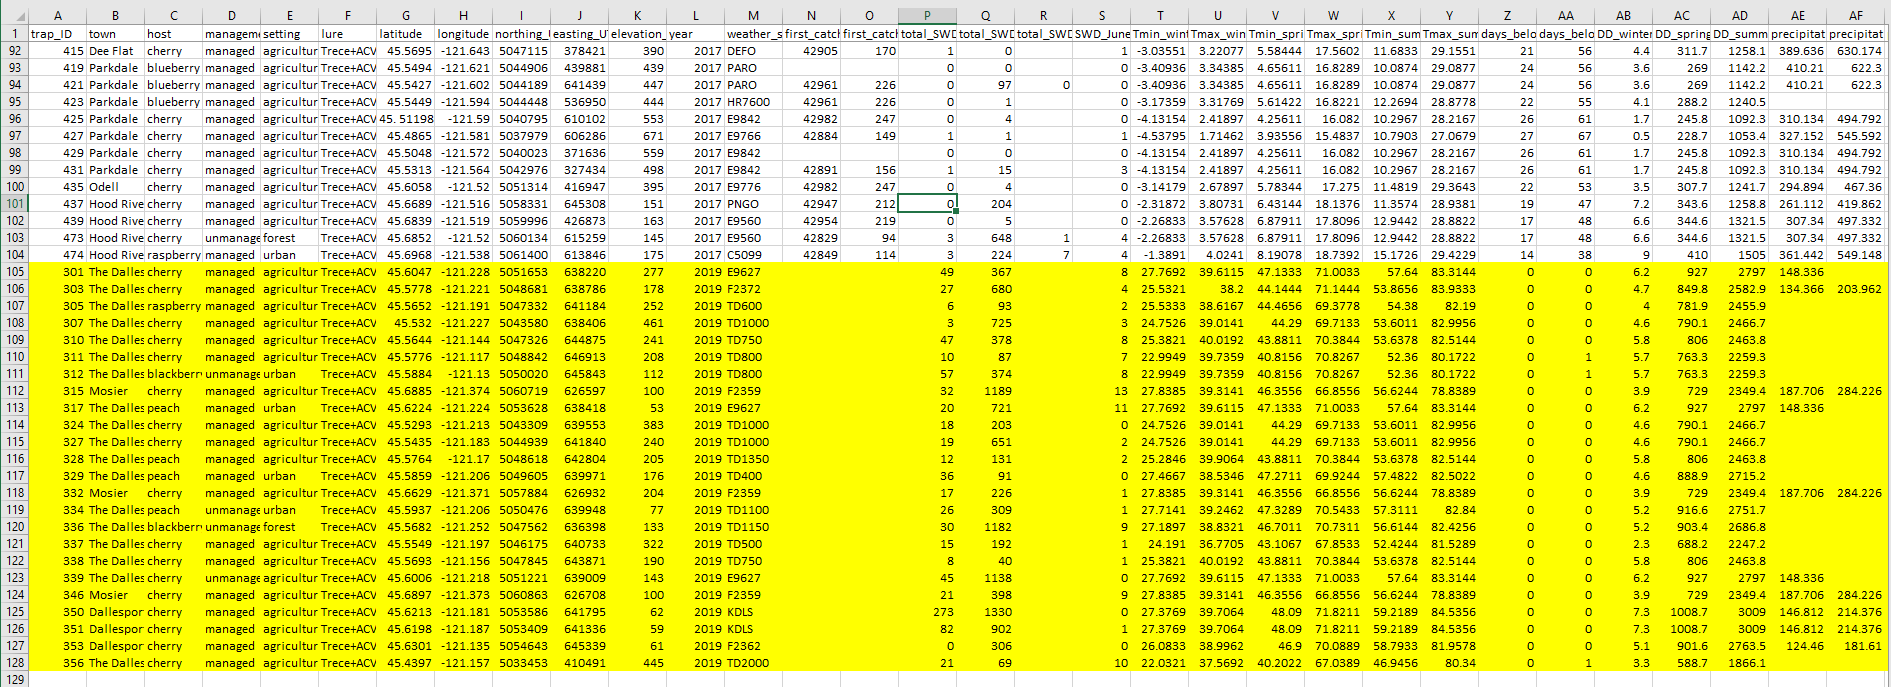 A B C D E F G H I J K L M N O P Q R S T U V W X Y Z AA AB AC AD AE AF
1 trap_ID town host manageme setting lure latitude longitude northing_ easting_U elevation_ year weather_s first_catch first_catch total_SWD total_SWD total_SWD SWD_June Tmin_wint Tmax_win Tmin_spri Tmax_spr Tmin_sum Tmax_sum days_belo days_belo DD_winter DD_spring DD_summ precipitat precipitat
92 415 Dee Flat cherry managed agricultur Trece+ACV 45.5695 -121.643 5047115 378421 390 2017 DEFO 42905 170 1 0 1 -3.03551 3.22077 5.58444 17.5602 11.6833 29.1551 21 56 4.4 311.7 1258.1 389.636 630.174
93 419 Parkdale blueberry managed agricultur Trece+ACV 45.5494 -121.621 5044906 439881 439 2017 PARO 0 0 0 -3.40936 3.34385 4.65611 16.8289 10.0874 29.0877 24 56 3.6 269 1142.2 410.21 622.3
94 421 Parkdale blueberry managed agricultur Trece+ACV 45.5427 -121.602 5044189 641439 447 2017 PARO 42961 226 0 97 0 0 -3.40936 3.34385 4.65611 16.8289 10.0874 29.0877 24 56 3.6 269 1142.2 410.21 622.3
95 423 Parkdale blueberry managed agricultur Trece+ACV 45.5449 -121.594 5044448 536950 444 2017 HR7600 42961 226 0 1 0 -3.17359 3.31769 5.61422 16.8221 12.2694 28.8778 22 55 4.1 288.2 1240.5
96 425 Parkdale cherry managed agricultur Trece+ACV 45. 51198 -121.59 5040795 610102 553 2017 E9842 42982 247 0 4 0 -4.13154 2.41897 4.25611 16.082 10.2967 28.2167 26 61 1.7 245.8 1092.3 310.134 494.792
97 427 Parkdale cherry managed agricultur Trece+ACV 45.4865 -121.581 5037979 606286 671 2017 E9766 42884 149 1 1 1 -4.53795 1.71462 3.93556 15.4837 10.7903 27.0679 27 67 0.5 228.7 1053.4 327.152 545.592
98 429 Parkdale cherry managed agricultur Trece+ACV 45.5048 -121.572 5040023 371636 559 2017 E9842 0 0 0 -4.13154 2.41897 4.25611 16.082 10.2967 28.2167 26 61 1.7 245.8 1092.3 310.134 494.792
99 431 Parkdale cherry managed agricultur Trece+ACV 45.5313 -121.564 5042976 327434 498 2017 E9842 42891 156 1 15 3 -4.13154 2.41897 4.25611 16.082 10.2967 28.2167 26 61 1.7 245.8 1092.3 310.134 494.792
100 435 Odell cherry managed agricultur Trece+ACV 45.6058 -121.52 5051314 416947 395 2017 E9776 42982 247 0 4 0 -3.14179 2.67897 5.78344 17.275 11.4819 29.3643 22 53 3.5 307.7 1241.7 294.894 467.36
101 437 Hood Rive cherry managed agricultur Trece+ACV 45.6689 -121.516 5058331 645308 151 2017 PNGO 42947 212 0 204 0 -2.31872 3.80731 6.43144 18.1376 11.3574 28.9381 19 47 7.2 343.6 1258.8 261.112 419.862
102 439 Hood Rive cherry managed agricultur Trece+ACV 45.6839 -121.519 5059996 426873 163 2017 E9560 42954 219 0 5 0 -2.26833 3.57628 6.87911 17.8096 12.9442 28.8822 17 48 6.6 344.6 1321.5 307.34 497.332
103 473 Hood Rive cherry unmanage forest Trece+ACV 45.6852 -121.52 5060134 615259 145 2017 E9560 42829 94 3 648 1 4 -2.26833 3.57628 6.87911 17.8096 12.9442 28.8822 17 48 6.6 344.6 1321.5 307.34 497.332
104 474 Hood Rive raspberry managed urban Trece+ACV 45.6968 -121.538 5061400 613846 175 2017 C5099 42849 114 3 224 7 4 -1.3891 4.0241 8.19078 18.7392 15.1726 29.4229 14 38 9 410 1505 361.442 549.148
105 301 The Dalles cherry managed agricultur Trece+ACV 45.6047 -121.228 5051653 638220 277 2019 E9627 49 367 8 27.7692 39.6115 47.1333 71.0033 57.64 83.3144 0 0 6.2 927 2797 148.336
106 303 The Dalles cherry managed agricultur Trece+ACV 45.5778 -121.221 5048681 638786 178 2019 F2372 27 680 4 25.5321 38.2 44.1444 71.1444 53.8656 83.9333 0 0 4.7 849.8 2582.9 134.366 203.962
107 305 The Dalles raspberry managed agricultur Trece+ACV 45.5652 -121.191 5047332 641184 252 2019 TD600 6 93 2 25.5333 38.6167 44.4656 69.3778 54.38 82.19 0 0 4 781.9 2455.9
108 307 The Dalles cherry managed agricultur Trece+ACV 45.532 -121.227 5043580 638406 461 2019 TD1000 3 725 3 24.7526 39.0141 44.29 69.7133 53.6011 82.9956 0 0 4.6 790.1 2466.7
109 310 The Dalles cherry managed agricultur Trece+ACV 45.5644 -121.144 5047326 644875 241 2019 TD750 47 378 8 25.3821 40.0192 43.8811 70.3844 53.6378 82.5144 0 0 5.8 806 2463.8
110 311 The Dalles cherry managed agricultur Trece+ACV 45.5776 -121.117 5048842 646913 208 2019 TD800 10 87 7 22.9949 39.7359 40.8156 70.8267 52.36 80.1722 0 1 5.7 763.3 2259.3
111 312 The Dalles blackberry unmanage urban Trece+ACV 45.5884 -121.13 5050020 645843 112 2019 TD800 57 374 8 22.9949 39.7359 40.8156 70.8267 52.36 80.1722 0 1 5.7 763.3 2259.3
112 315 Mosier cherry managed agricultur Trece+ACV 45.6885 -121.374 5060719 626597 100 2019 F2359 32 1189 13 27.8385 39.3141 46.3556 66.8556 56.6244 78.8389 0 0 3.9 729 2349.4 187.706 284.226
113 317 The Dalles peach managed urban Trece+ACV 45.6224 -121.214 5053628 638418 53 2019 E9627 20 721 11 27.7692 39.6115 47.1333 71.0033 57.64 83.3144 0 0 6.2 927 2797 148.336
114 324 The Dalles cherry managed agricultur Trece+ACV 45.5293 -121.213 5043309 639553 383 2019 TD1000 18 203 0 24.7526 39.0141 44.29 69.7133 53.6011 82.9956 0 0 4.6 790.1 2466.7
115 327 The Dalles cherry managed agricultur Trece+ACV 45.5435 -121.183 5044939 641840 240 2019 TD1000 19 651 2 24.7526 39.0141 44.29 69.7133 53.6011 82.9956 0 0 4.6 790.1 2466.7
116 328 The Dalles peach managed agricultur Trece+ACV 45.5764 -121.17 5048618 642804 205 2019 TD1350 12 131 2 25.2846 39.9064 43.8811 70.3844 53.6378 82.5144 0 0 5.8 806 2463.8
117 329 The Dalles peach managed urban Trece+ACV 45.5859 -121.206 5049605 639971 176 2019 TD400 36 91 0 27.4667 38.5346 47.2711 69.9244 57.4822 82.5022 0 0 4.6 888.9 2715.2
118 332 Mosier cherry managed agricultur Trece+ACV 45.6629 -121.371 5057884 626932 204 2019 F2359 17 226 1 27.8385 39.3141 46.3556 66.8556 56.6244 78.8389 0 0 3.9 729 2349.4 187.706 284.226
119 334 The Dalles peach unmanage urban Trece+ACV 45.5937 -121.206 5050476 639948 77 2019 TD1100 26 309 1 27.7141 39.2462 47.3289 70.5433 57.3111 82.84 0 0 5.2 916.6 2751.7
120 336 The Dalles blackberry unmanage forest Trece+ACV 45.5682 -121.252 5047562 636398 133 2019 TD1150 30 1182 9 27.1897 38.8321 46.7011 70.7311 56.6144 82.4256 0 0 5.2 903.4 2686.8
121 337 The Dalles cherry managed agricultur Trece+ACV 45.5549 -121.197 5046175 640733 322 2019 TD500 15 192 1 24.191 36.7705 43.1067 67.8533 52.4244 81.5289 0 0 2.3 688.2 2247.2
122 338 The Dalles cherry managed agricultur Trece+ACV 45.5693 -121.156 5047845 643871 190 2019 TD750 8 40 1 25.3821 40.0192 43.8811 70.3844 53.6378 82.5144 0 0 5.8 806 2463.8
123 339 The Dalles cherry unmanage agricultur Trece+ACV 45.6006 -121.218 5051221 639009 143 2019 E9627 45 1138 0 27.7692 39.6115 47.1333 71.0033 57.64 83.3144 0 0 6.2 927 2797 148.336
124 346 Mosier cherry managed agricultur Trece+ACV 45.6897 -121.373 5060863 626708 100 2019 F2359 21 398 9 27.8385 39.3141 46.3556 66.8556 56.6244 78.8389 0 0 3.9 729 2349.4 187.706 284.226
125 350 Dallespor cherry managed agricultur Trece+ACV 45.6213 -121.181 5053586 641795 62 2019 KDLS 273 1330 0 27.3769 39.7064 48.09 71.8211 59.2189 84.5356 0 0 7.3 1008.7 3009 146.812 214.376
126 351 Dallespor cherry managed agricultur Trece+ACV 45.6198 -121.187 5053409 641336 59 2019 KDLS 82 902 1 27.3769 39.7064 48.09 71.8211 59.2189 84.5356 0 0 7.3 1008.7 3009 146.812 214.376
127 353 Dallespor cherry managed agricultur Trece+ACV 45.6301 -121.135 5054643 645339 61 2019 F2362 0 306 0 26.0833 38.9962 46.9 70.0889 58.7933 81.9578 0 0 5.1 901.6 2763.5 124.46 181.61
128 356 The Dalles cherry managed agricultur Trece+ACV 45.4397 -121.157 5033453 410491 445 2019 TD2000 21 69 10 22.0321 37.5692 40.2022 67.0389 46.9456 80.34 0 1 3.3 588.7 1866.1
129